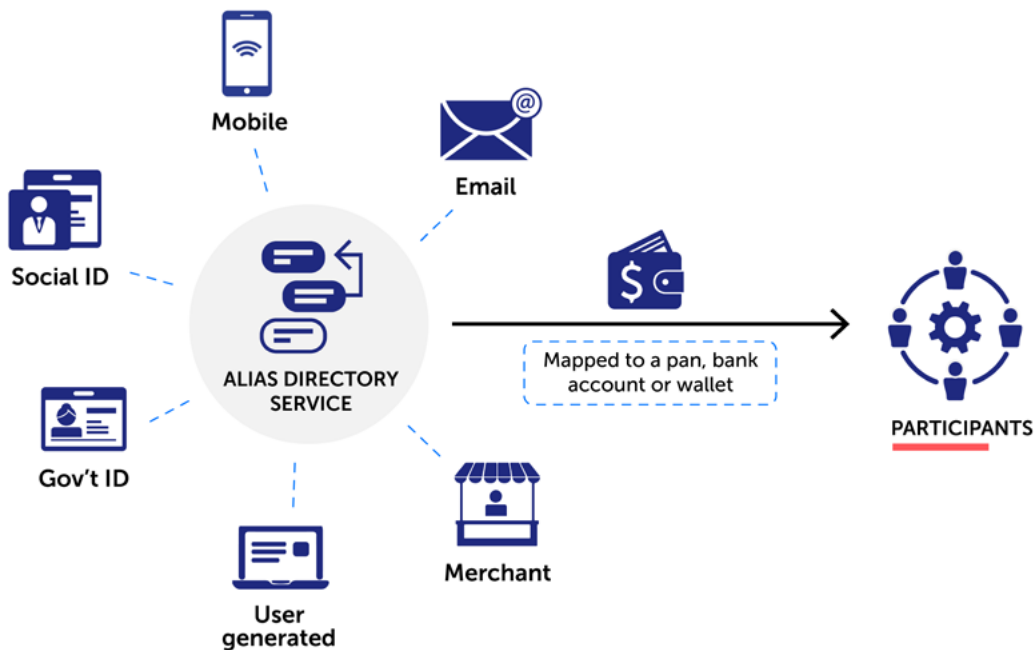 Mobile
@
Email
Social ID
$
ALIAS DIRECTORY
SERVICE
Mapped to a pan, bank
account or wallet
PARTICIPANTS
Gov't ID
Merchant
User
generated